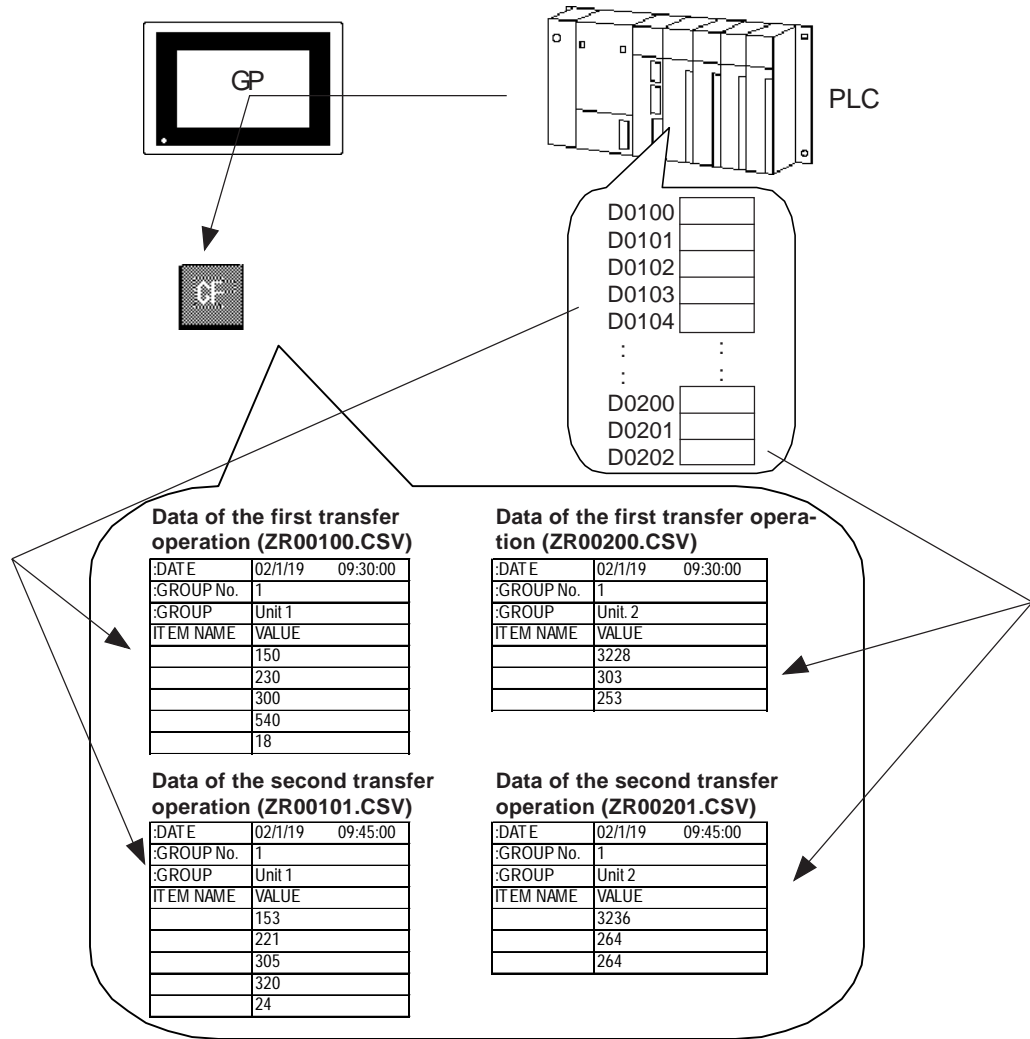 GP
PLC
CF
D0100
D0101
D0102
D0103
D0104
: :
: :
D0200
D0201
D0202
Data of the first transfer
operation (ZR00100.CSV)
:DATE 02/1/19 09:30:00
:GROUP No. 1
:GROUP Unit 1
ITEM NAME VALUE
150
230
300
540
18
Data of the first transfer opera-
tion (ZR00200.CSV)
:DATE 02/1/19 09:30:00
:GROUP No. 1
:GROUP Unit. 2
ITEM NAME VALUE
3228
303
253
Data of the second transfer
operation (ZR00101.CSV)
:DATE 02/1/19 09:45:00
:GROUP No. 1
:GROUP Unit 1
ITEM NAME VALUE
153
221
305
320
24
Data of the second transfer
operation (ZR00201.CSV)
:DATE 02/1/19 09:45:00
:GROUP No. 1
:GROUP Unit 2
ITEM NAME VALUE
3236
264
264